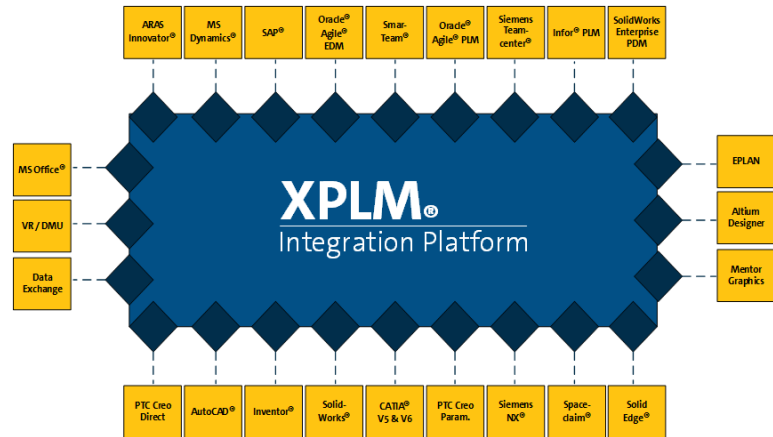 ARAS
Innovator®
MS
Dynamics®
SAP®
Oracle®
Agile®
EDM
Smar-
Team®
Oracle®
Agile® PLM
Siemens
Team-
center®
Infor® PLM
SolidWorks
Enterprise
PDM
MS Office®
VR / DMU
Data
Exchange
XPLM®
Integration Platform
EPLAN
Altium
Designer
Mentor
Graphics
PTC Creo
Direct
AutoCAD®
Inventor®
Solid-
Works®
CATIA®
V5 & V6
PTC Creo
Param.
Siemens
NX®
Space-
claim®
Solid
Edge®